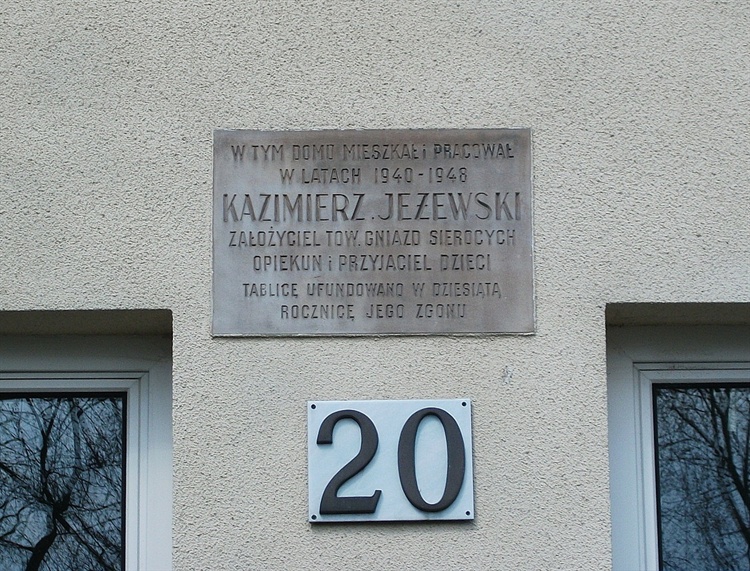 W TYM DOMO MIESZKAŁ i PRACOWAŁ
W LATACH 1940-1948
KAZIMIERZ JEŻEWSKI
ZAŁOŻYCIEL TOW. GNIAZD SIEROCYCH
OPIEKUN i PRZYJACIEL DZIECI
TABLICĘ UFUNDOWANO W DZIESIĄTĄ
ROCZNICĘ JEGO ZGONU
20